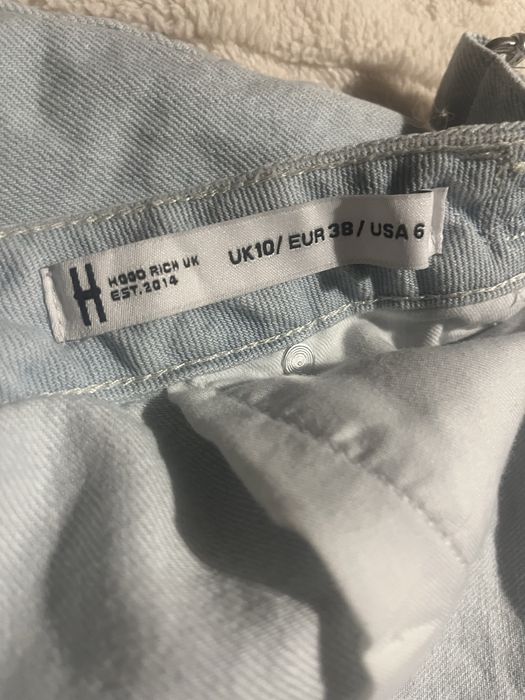 H
HOOD RICH UK
EST.2014
UK10/ EUR 38/ USA 6